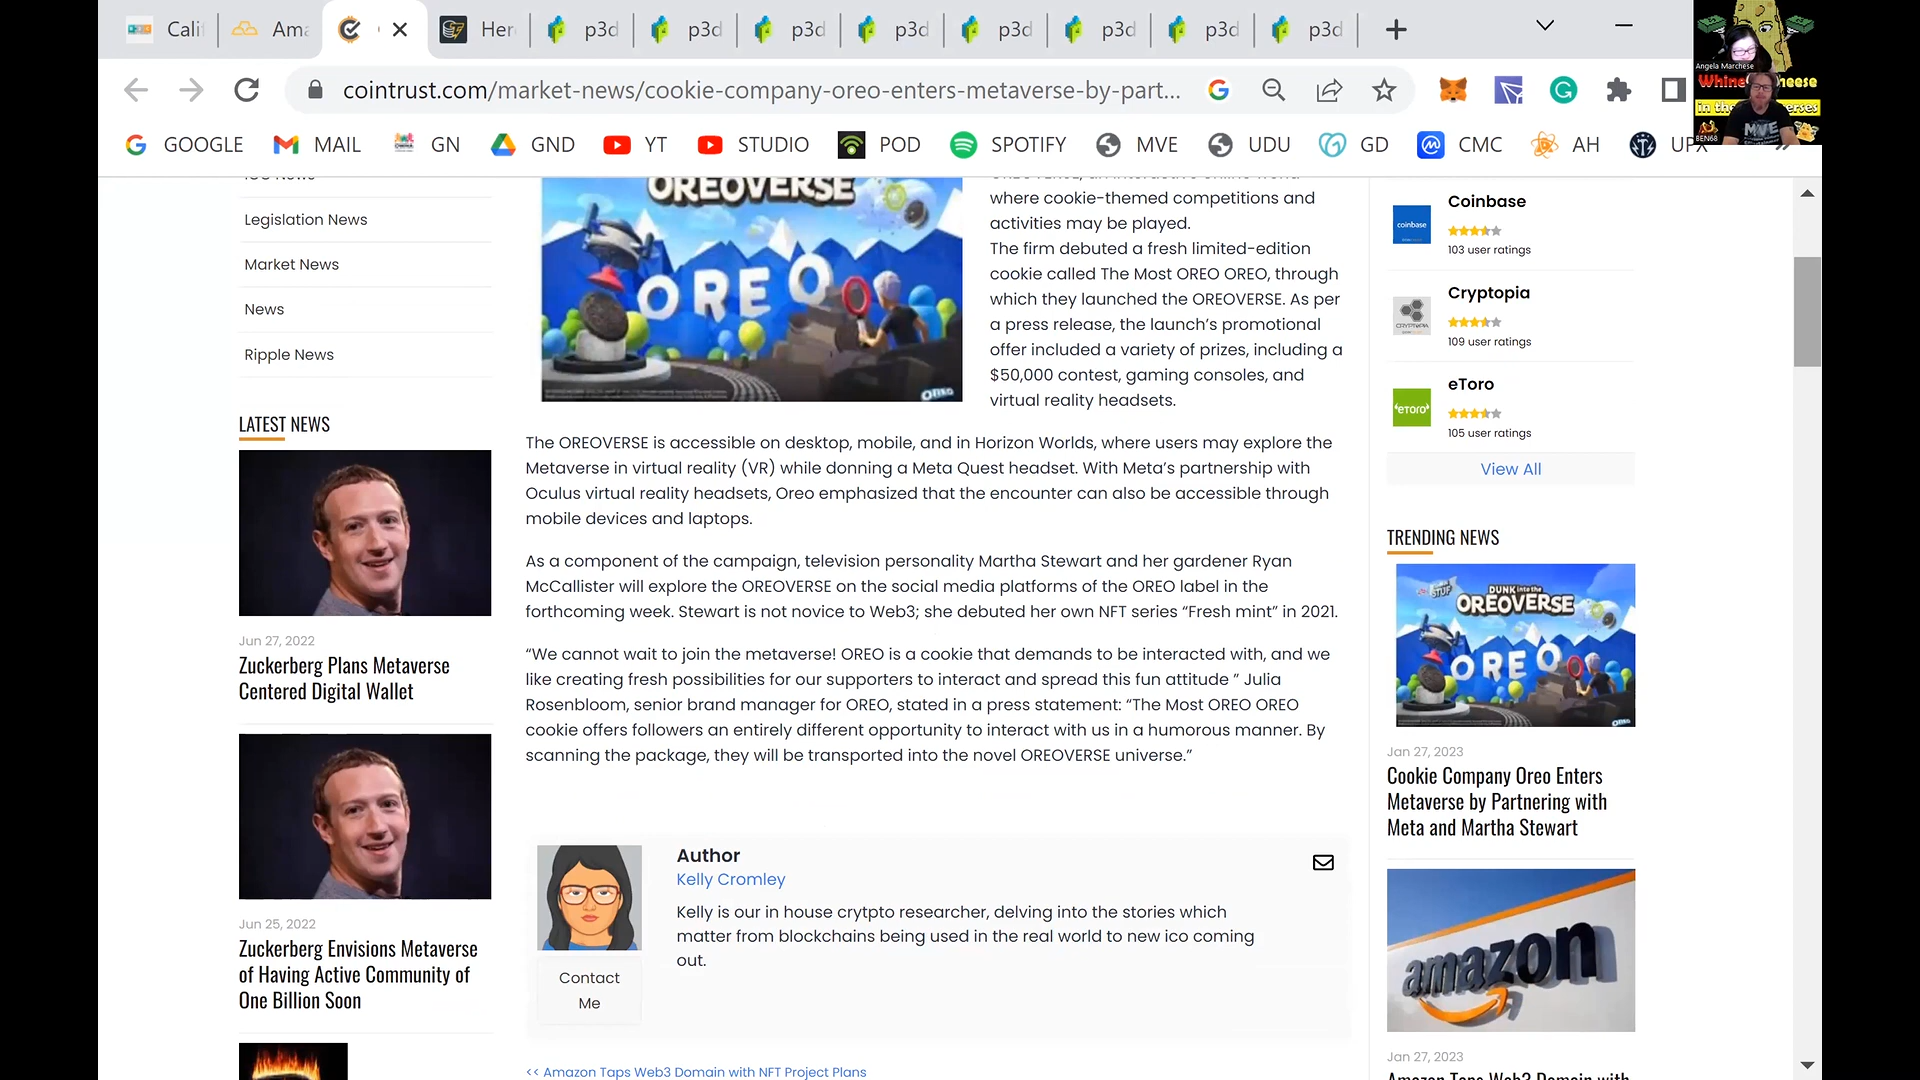 Cali
Ama
Her
p3d
p3d
p3d
p3d
p3d
p3d
p3d
p3d
cointrust.com/market-news/cookie-company-oreo-enters-metaverse-by-part...
GOOGLE
MAIL
GN
GND
YT
STUDIO
POD
SPOTIFY
MVE
UDU
GD
CMC
AH
UPX
Angela Marchese
BEN68
Legislation News
Market News
News
Ripple News
LATEST NEWS
Jun 27, 2022
Zuckerberg Plans Metaverse
Centered Digital Wallet
Jun 25, 2022
Zuckerberg Envisions Metaverse
of Having Active Community of
One Billion Soon
OREOVERSE
OREO
OREO
where cookie-themed competitions and
activities may be played.
The firm debuted a fresh limited-edition
cookie called The Most OREO OREO, through
which they launched the OREOVERSE. As per
a press release, the launch’s promotional
offer included a variety of prizes, including a
$50,000 contest, gaming consoles, and
virtual reality headsets.
The OREOVERSE is accessible on desktop, mobile, and in Horizon Worlds, where users may explore the
Metaverse in virtual reality (VR) while donning a Meta Quest headset. With Meta’s partnership with
Oculus virtual reality headsets, Oreo emphasized that the encounter can also be accessible through
mobile devices and laptops.
As a component of the campaign, television personality Martha Stewart and her gardener Ryan
McCallister will explore the OREOVERSE on the social media platforms of the OREO label in the
forthcoming week. Stewart is not novice to Web3; she debuted her own NFT series “Fresh mint” in 2021.
“We cannot wait to join the metaverse! OREO is a cookie that demands to be interacted with, and we
like creating fresh possibilities for our supporters to interact and spread this fun attitude ” Julia
Rosenbloom, senior brand manager for OREO, stated in a press statement: “The Most OREO OREO
cookie offers followers an entirely different opportunity to interact with us in a humorous manner. By
scanning the package, they will be transported into the novel OREOVERSE universe.”
Author
Kelly Cromley
Kelly is our in house crytpto researcher, delving into the stories which
matter from blockchains being used in the real world to new ico coming
out.
Contact
Me
<< Amazon Taps Web3 Domain with NFT Project Plans
coinbase
Coinbase
103 user ratings
CRYPTOPIA
Cryptopia
109 user ratings
eToro
eToro
105 user ratings
View All
TRENDING NEWS
STUF
DUNK into the
OREOVERSE
OREO
OREO
Jan 27, 2023
Cookie Company Oreo Enters
Metaverse by Partnering with
Meta and Martha Stewart
amazon
Jan 27, 2023
Amazon Taps Web3 Domain with